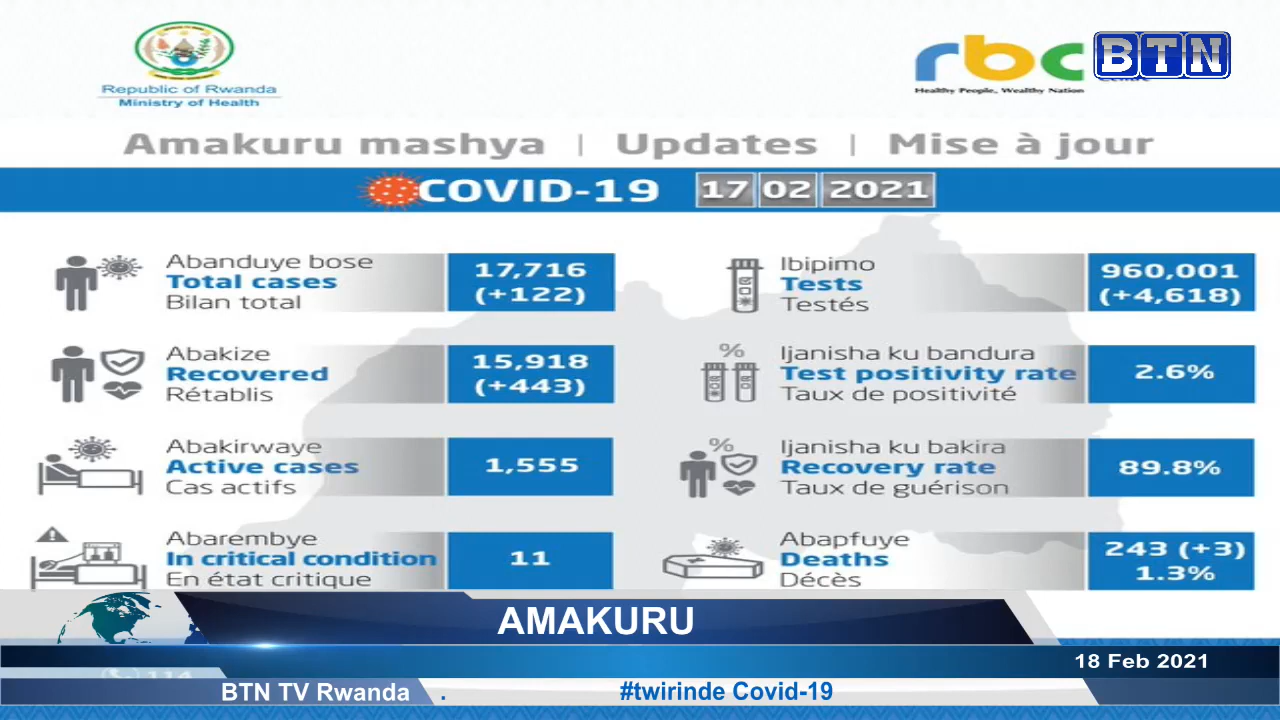 Republic of Rwanda
Ministry of Health
rbc
Healthy People, Wealthy Nation
BTN
Amakuru mashya | Updates | Mise à jour
COVID-19 17 02 2021
Abanduye bose
Total cases
Bilan total
17,716
(+122)
Ibipimo
Tests
Testés
960,001
(+4,618)
Abakize
Recovered
Rétablis
15,918
(+443)
Ijanisha ku bandura
Test positivity rate
Taux de positivité
2.6%
Abakirwaye
Active cases
Cas actifs
1,555
Ijanisha ku bakira
Recovery rate
Taux de guérison
89.8%
Abarembye
In critical condition
En état critique
11
Abapfuye
Deaths
Décès
243 (+3)
1.3%
AMAKURU
18 Feb 2021
BTN TV Rwanda . #twirinde Covid-19